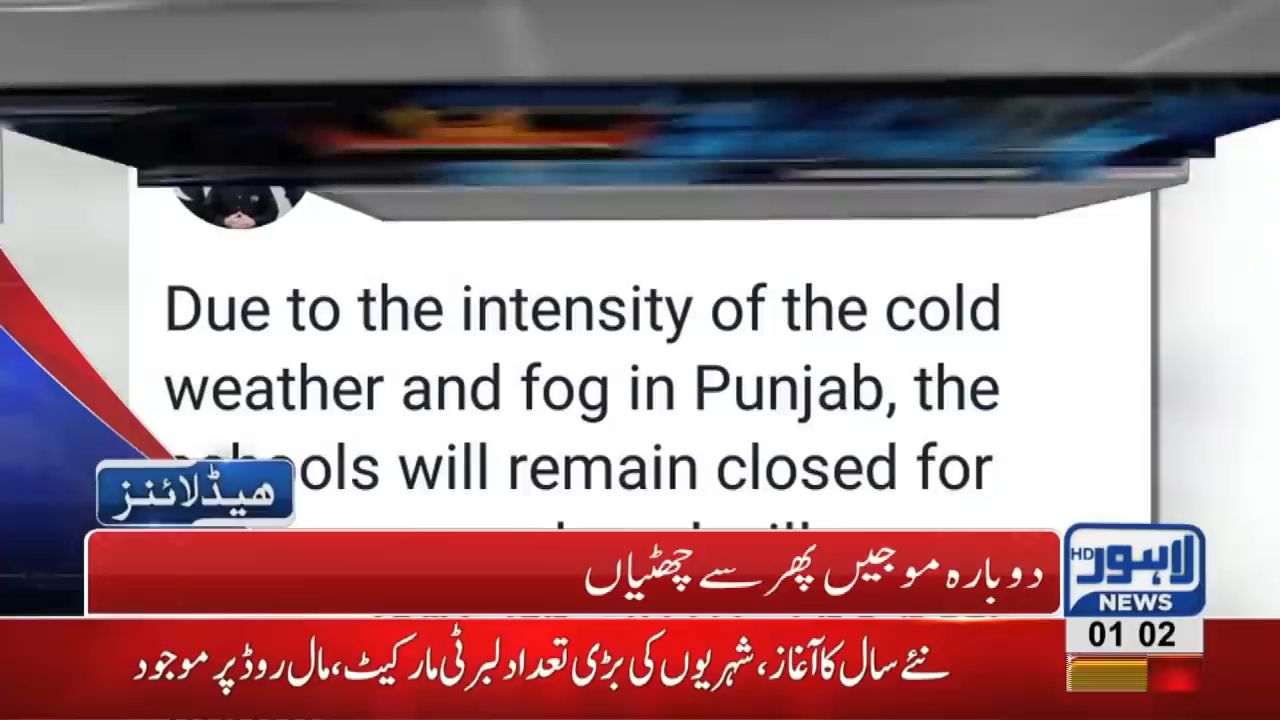 Due to the intensity of the cold
weather and fog in Punjab, the
schools will remain closed for
ھیڈلائنز
دوبارہ موجیں پھر سے چھٹیاں
HD لاہور
NEWS
01 02
نئے سال کا آغاز، شہریوں کی بڑی تعداد لبرٹی مارکیٹ، مال روڈ پر موجود